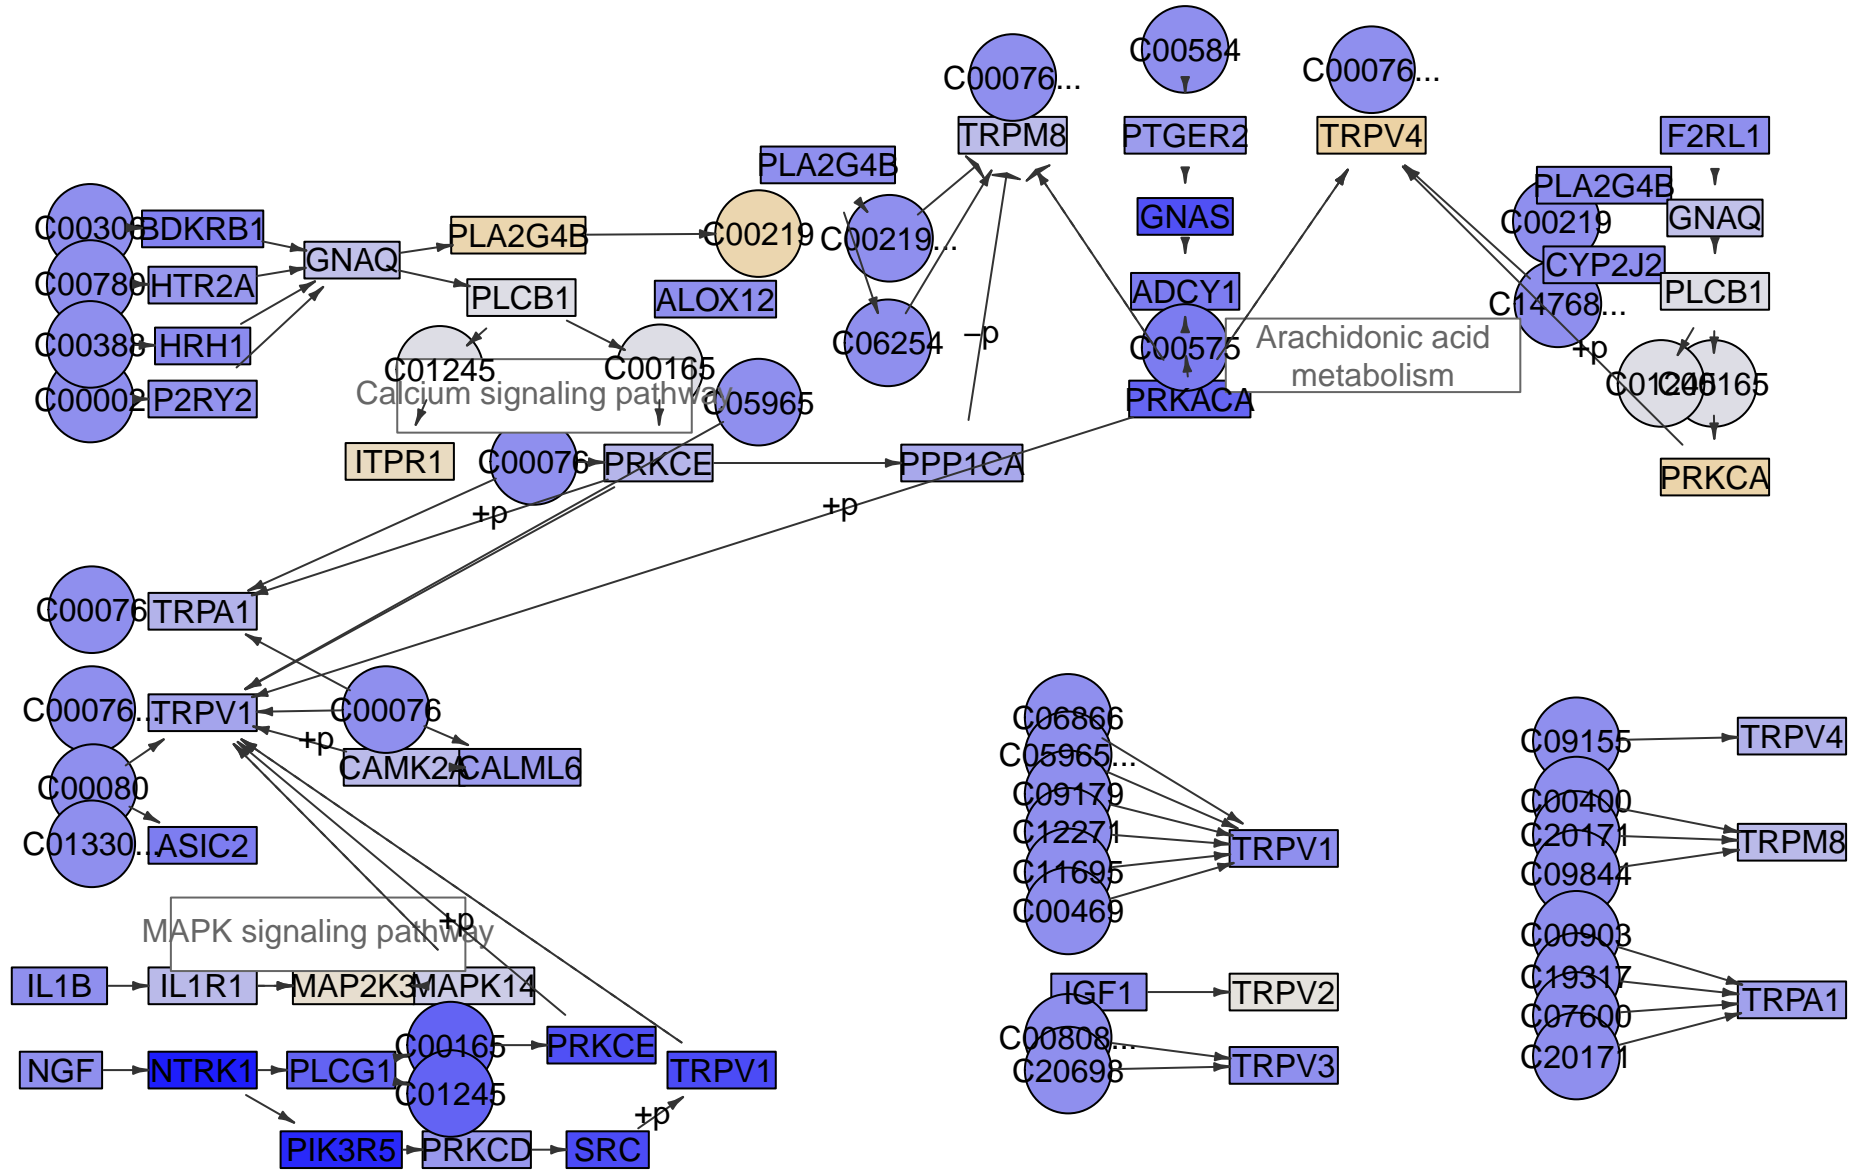 C00584
C00076...
C00076...
TRPM8
PTGER2
TRPV4
F2RL1
PLA2G4B
PLA2G4B
C00219
GNAS
GNAQ
BDKRB1
PLA2G4B
C00219
C00219...
GNAQ
CYP2J2
C00780
HTR2A
PLCB1
ALOX12
ADCY1
C14768...
PLCB1
C00388
HRH1
C06254
–p
C00575
Arachidonic acid
metabolism
+p
C01245
C00165
Calcium signaling pathway
C00002
P2RY2
C05965
PRKACA
C01245
C00165
ITPR1
C00076
PRKCE
PPP1CA
PRKCA
+p
+p
C00076
TRPA1
C00076...
TRPV1
C00076
+p
CAMK2A
CALML6
C00080
C01330...
ASIC2
C06866
C05965...
C09179
C12271
C11695
C00469
TRPV1
C09155
TRPV4
C00400
C20171
C09844
TRPM8
MAPK signaling pathway
+p
IL1B
IL1R1
MAP2K3
MAPK14
IGF1
TRPV2
C00903
C19317
C07600
C20171
TRPA1
C00808...
C20698
TRPV3
NGF
NTRK1
PLCG1
C00165
C01245
PRKCE
TRPV1
+p
PIK3R5
PRKCD
SRC